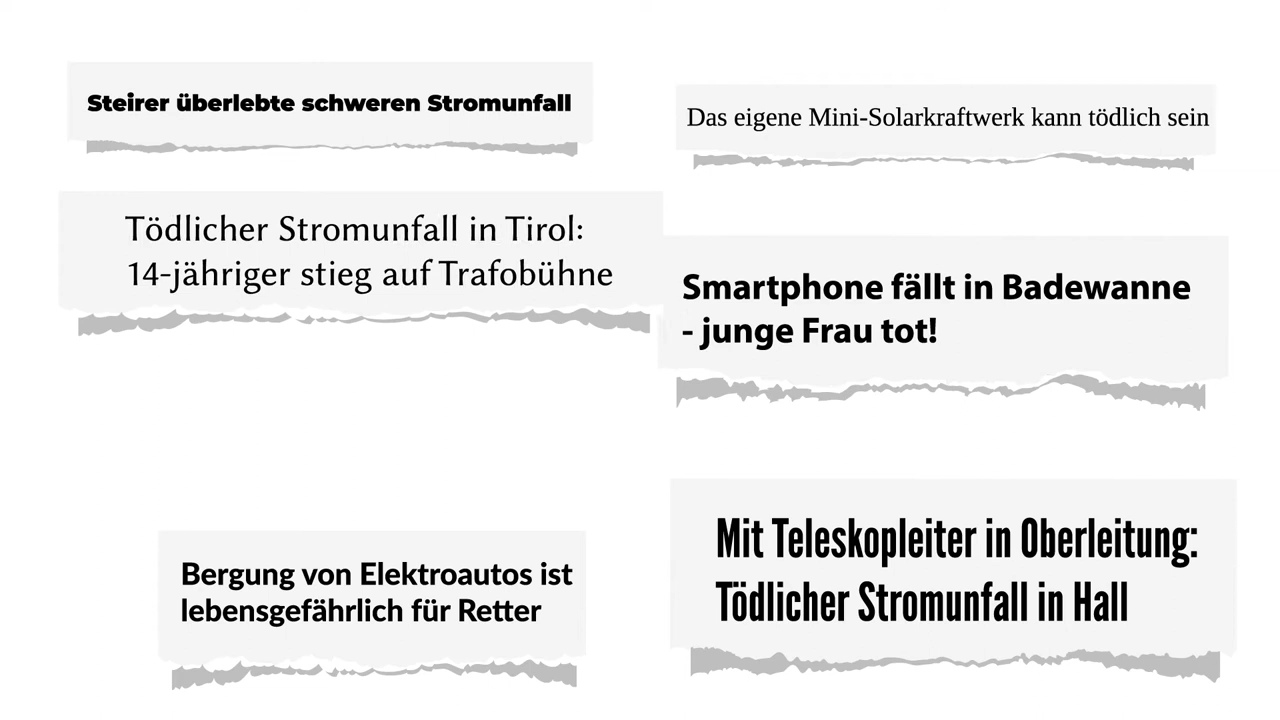 Steirer überlebte schweren Stromunfall
Das eigene Mini-Solarkraftwerk kann tödlich sein
Tödlicher Stromunfall in Tirol:
14-jähriger stieg auf Trafobühne
Smartphone fällt in Badewanne
- junge Frau tot!
Bergung von Elektroautos ist
lebensgefährlich für Retter
Mit Teleskopleiter in Oberleitung:
Tödlicher Stromunfall in Hall